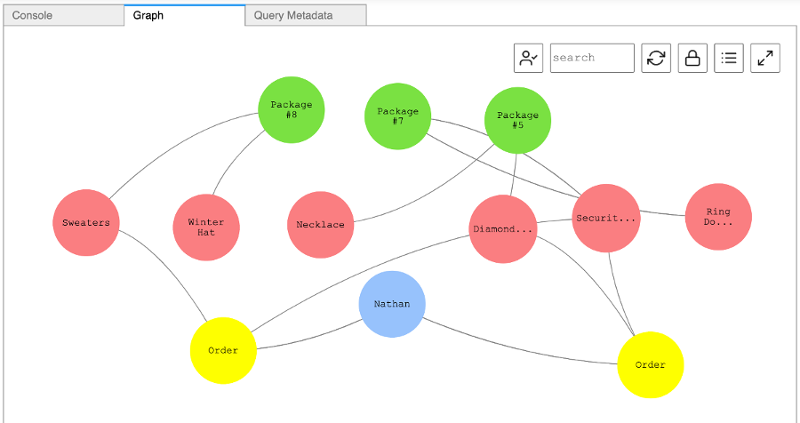 Console
Graph
Query Metadata
search
Package
#8
Package
#7
Package
#5
Sweaters
Winter
Hat
Necklace
Diamond...
Securit...
Ring
Do...
Nathan
Order
Order